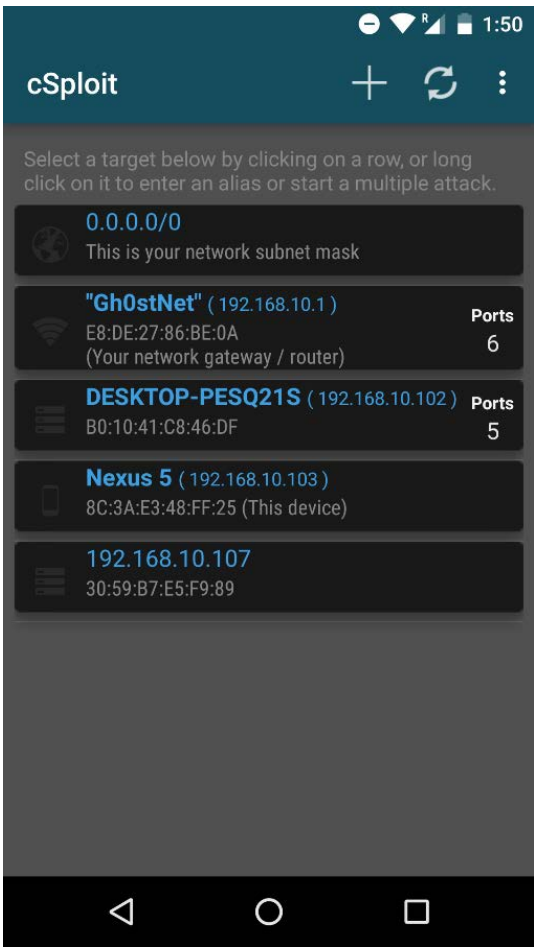 R
1:50
cSploit
Select a target below by clicking on a row, or long
click on it to enter an alias or start a multiple attack.
0.0.0.0/0
This is your network subnet mask
"Gh0stNet" ( 192.168.10.1 )
E8:DE:27:86:BE:0A
(Your network gateway / router)
Ports
6
DESKTOP-PESQ21S ( 192.168.10.102 )
B0:10:41:C8:46:DF
Ports
5
Nexus 5 ( 192.168.10.103 )
8C:3A:E3:48:FF:25 (This device)
192.168.10.107
30:59:B7:E5:F9:89